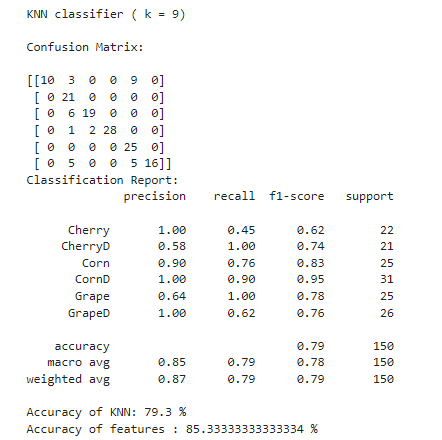 KNN classifier ( k = 9)
Confusion Matrix:
[[10 3 0 0 9 0]
[ 0 21 0 0 0 0]
[ 0 6 19 0 0 0]
[ 0 1 2 28 0 0]
[ 0 0 0 0 25 0]
[ 0 5 0 0 5 16]]
Classification Report:
precision recall f1-score support
Cherry 1.00 0.45 0.62 22
CherryD 0.58 1.00 0.74 21
Corn 0.90 0.76 0.83 25
CornD 1.00 0.90 0.95 31
Grape 0.64 1.00 0.78 25
GrapeD 1.00 0.62 0.76 26
accuracy 0.79 150
macro avg 0.85 0.79 0.78 150
weighted avg 0.87 0.79 0.79 150
Accuracy of KNN: 79.3 %
Accuracy of features : 85.33333333333334 %